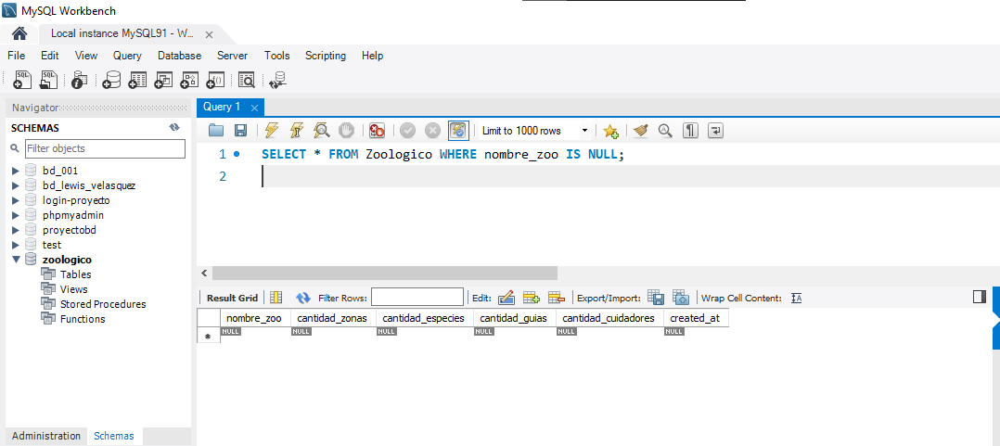 MySQL Workbench
Local instance MySQL91 - W... ×
File Edit View Query Database Server Tools Scripting Help
Navigator
SCHEMAS
Filter objects
bd_001
bd_lewis_velasquez
login-proyecto
phpmyadmin
proyectobd
test
zoologico
Tables
Views
Stored Procedures
Functions
Administration Schemas
Query 1 ×
Limit to 1000 rows
1 SELECT * FROM Zoologico WHERE nombre_zoo IS NULL;
2
Result Grid Filter Rows: Edit: Export/Import: Wrap Cell Content:
nombre_zoo cantidad_zonas cantidad_especies cantidad_guias cantidad_cuidadores created_at
NULL NULL NULL NULL NULL NULL